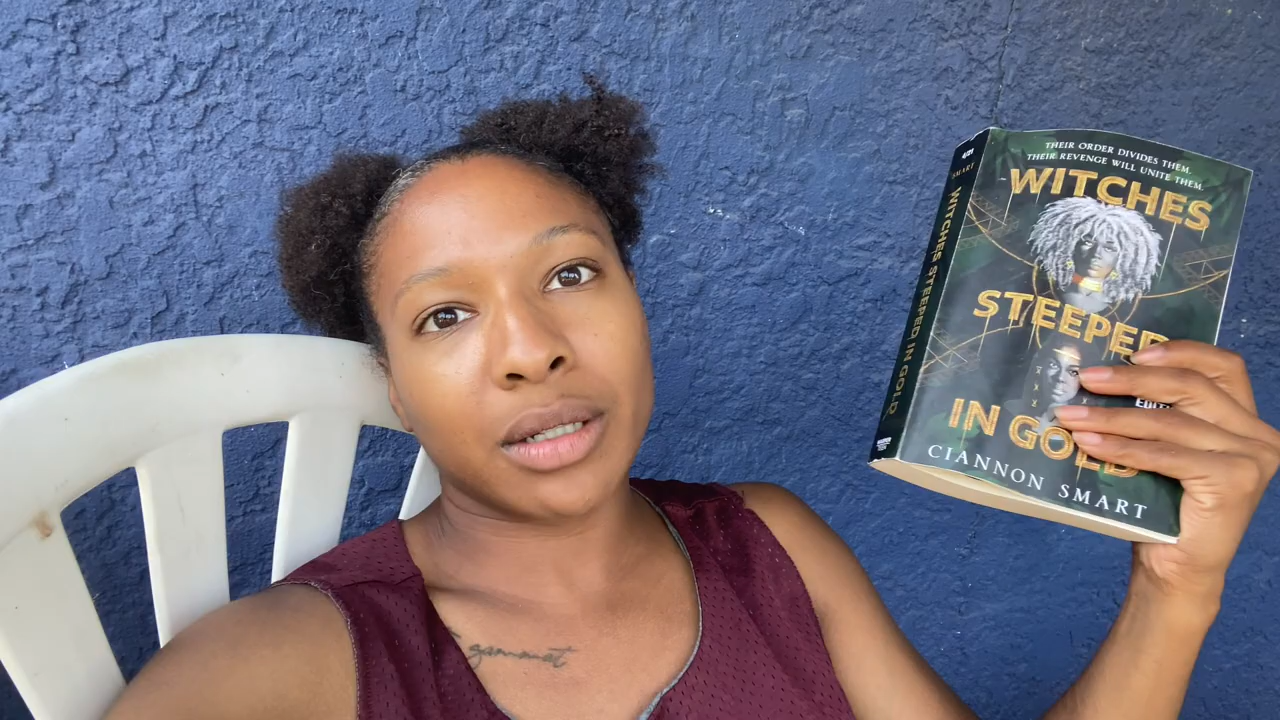 THEIR ORDER DIVIDES THEM.
THEIR REVENGE WILL UNITE THEM.
WITCHES
STEEPED
IN GOLD
CIANNON SMART
SMART
WITCHES STEEPED IN GOLD